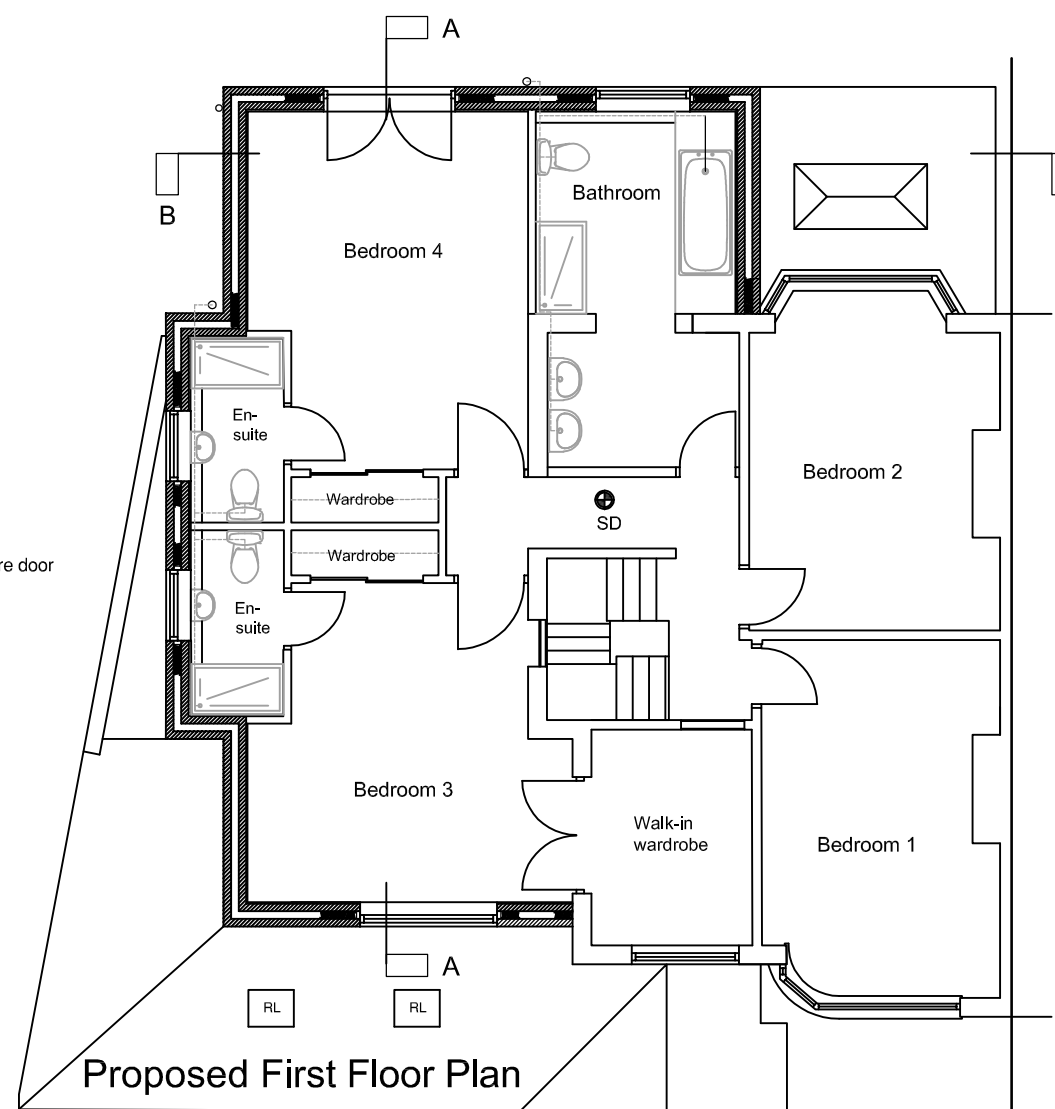 A
B
Bathroom
Bedroom 4
En-
suite
Bedroom 2
Wardrobe
SD
Wardrobe
re door
En-
suite
Bedroom 3
Walk-in
wardrobe
Bedroom 1
A
RL
RL
Proposed First Floor Plan